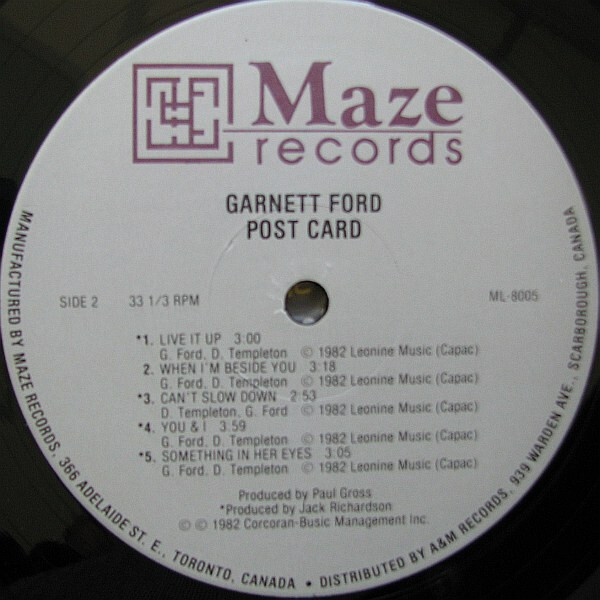 Maze
records
GARNETT FORD
POST CARD
SIDE 2 33 1/3 RPM ML-8005
*1. LIVE IT UP 3:00
G. Ford, D. Templeton © 1982 Leonine Music (Capac)
2. WHEN I'M BESIDE YOU 3:18
G. Ford, D. Templeton © 1982 Leonine Music (Capac)
*3. CAN'T SLOW DOWN 2:53
D. Templeton, G. Ford © 1982 Leonine Music (Capac)
*4. YOU & I 3:59
G. Ford, D. Templeton © 1982 Leonine Music (Capac)
*5. SOMETHING IN HER EYES 3:05
G. Ford, D. Templeton © 1982 Leonine Music (Capac)
Produced by Paul Gross
*Produced by Jack Richardson
© © 1982 Corcoran-Busic Management Inc.
MANUFACTURED BY MAZE RECORDS, 366 ADELAIDE ST. E., TORONTO, CANADA • DISTRIBUTED BY A&M RECORDS, 939 WARDEN AVE., SCARBOROUGH, CANADA